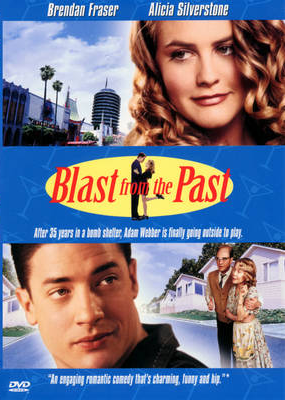 Brendan Fraser Alicia Silverstone
Blast from the Past
After 35 years in a bomb shelter, Adam Webber is finally going outside to play.
DVD
"An engaging romantic comedy that's charming, funny and hip."